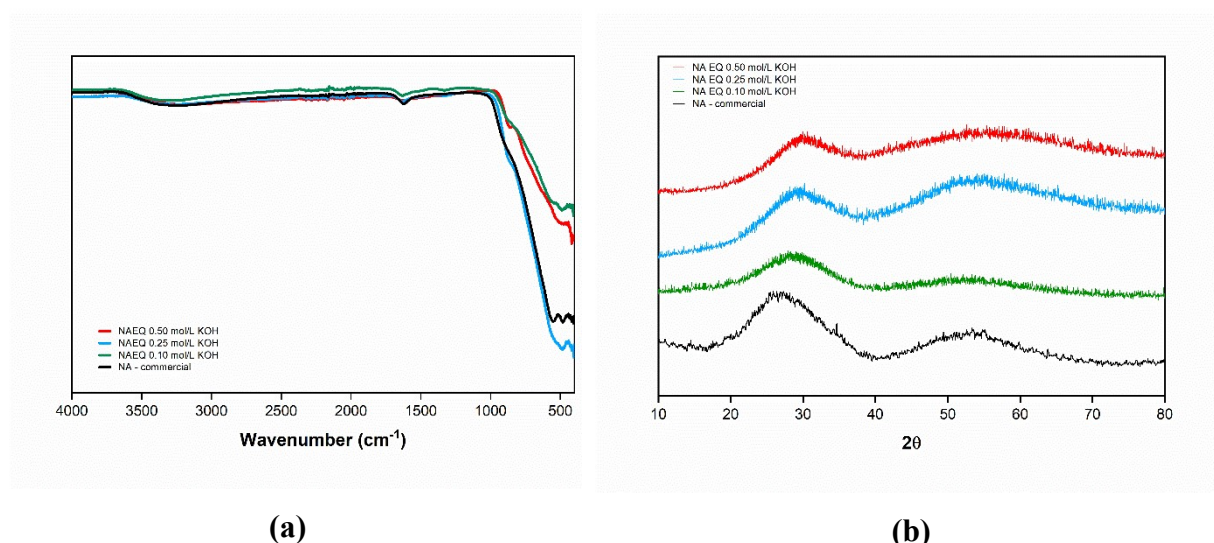 NAEQ 0.50 mol/L KOH
NAEQ 0.25 mol/L KOH
NAEQ 0.10 mol/L KOH
NA - commercial
4000 3500 3000 2500 2000 1500 1000 500
Wavenumber (cm⁻¹)
(a)
NA EQ 0.50 mol/L KOH
NA EQ 0.25 mol/L KOH
NA EQ 0.10 mol/L KOH
NA - commercial
10 20 30 40 50 60 70 80
2θ
(b)